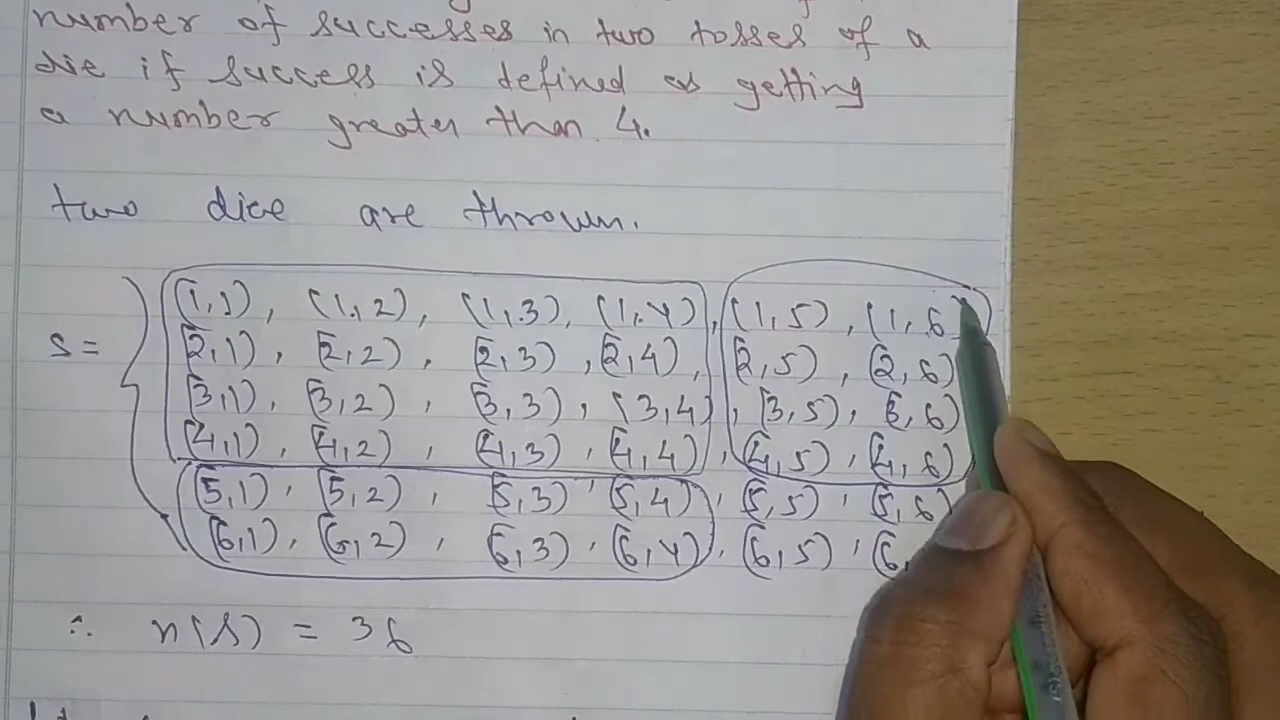 number of successes in two tosses of a
die if success is defined as getting
a number greater than 4.
two dice are thrown.
(1,1), (1,2), (1,3), (1,4), (1,5), (1,6)
S = (2,1), (2,2), (2,3), (2,4), (2,5), (2,6)
(3,1), (3,2), (3,3), (3,4), (3,5), (3,6)
(4,1), (4,2), (4,3), (4,4), (4,5), (4,6)
(5,1), (5,2), (5,3), (5,4), (5,5), (5,6)
(6,1), (6,2), (6,3), (6,4), (6,5), (6,
∴ n(S) = 36